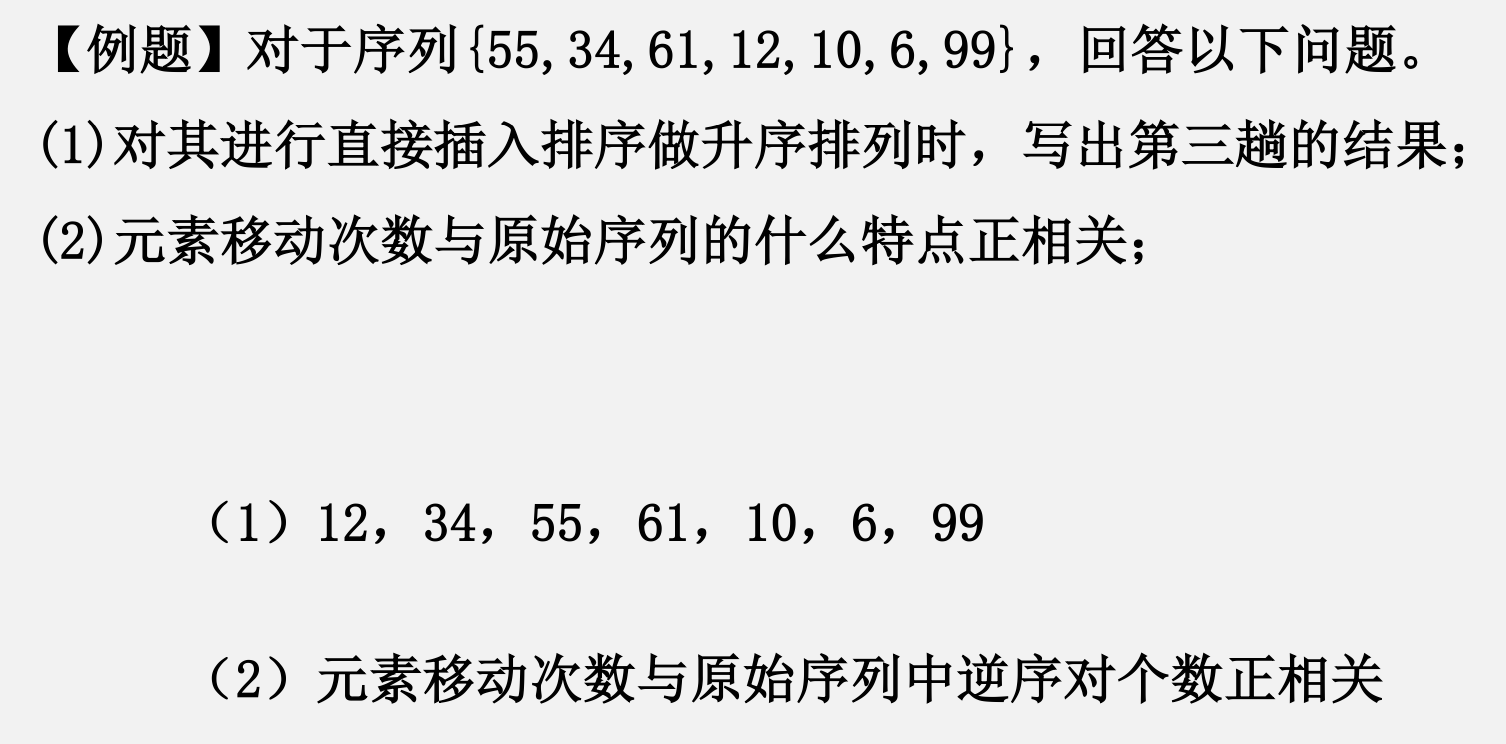 【例题】对于序列{55,34,61,12,10,6,99}，回答以下问题。
(1)对其进行直接插入排序做升序排列时，写出第三趟的结果；
(2)元素移动次数与原始序列的什么特点正相关；
（1）12，34，55，61，10，6，99
（2）元素移动次数与原始序列中逆序对个数正相关